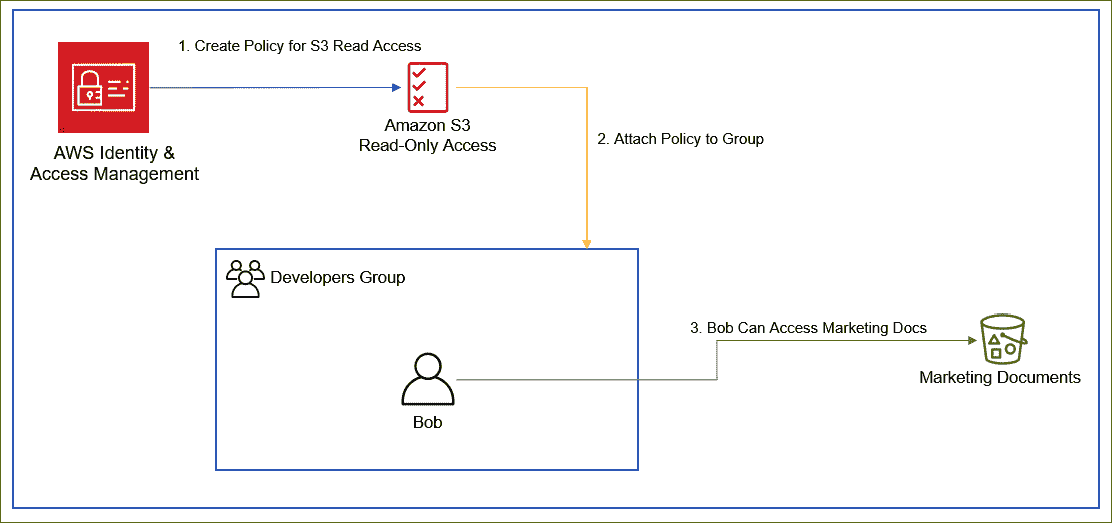 1. Create Policy for S3 Read Access
AWS Identity &
Access Management
Amazon S3
Read-Only Access
2. Attach Policy to Group
Developers Group
Bob
3. Bob Can Access Marketing Docs
Marketing Documents